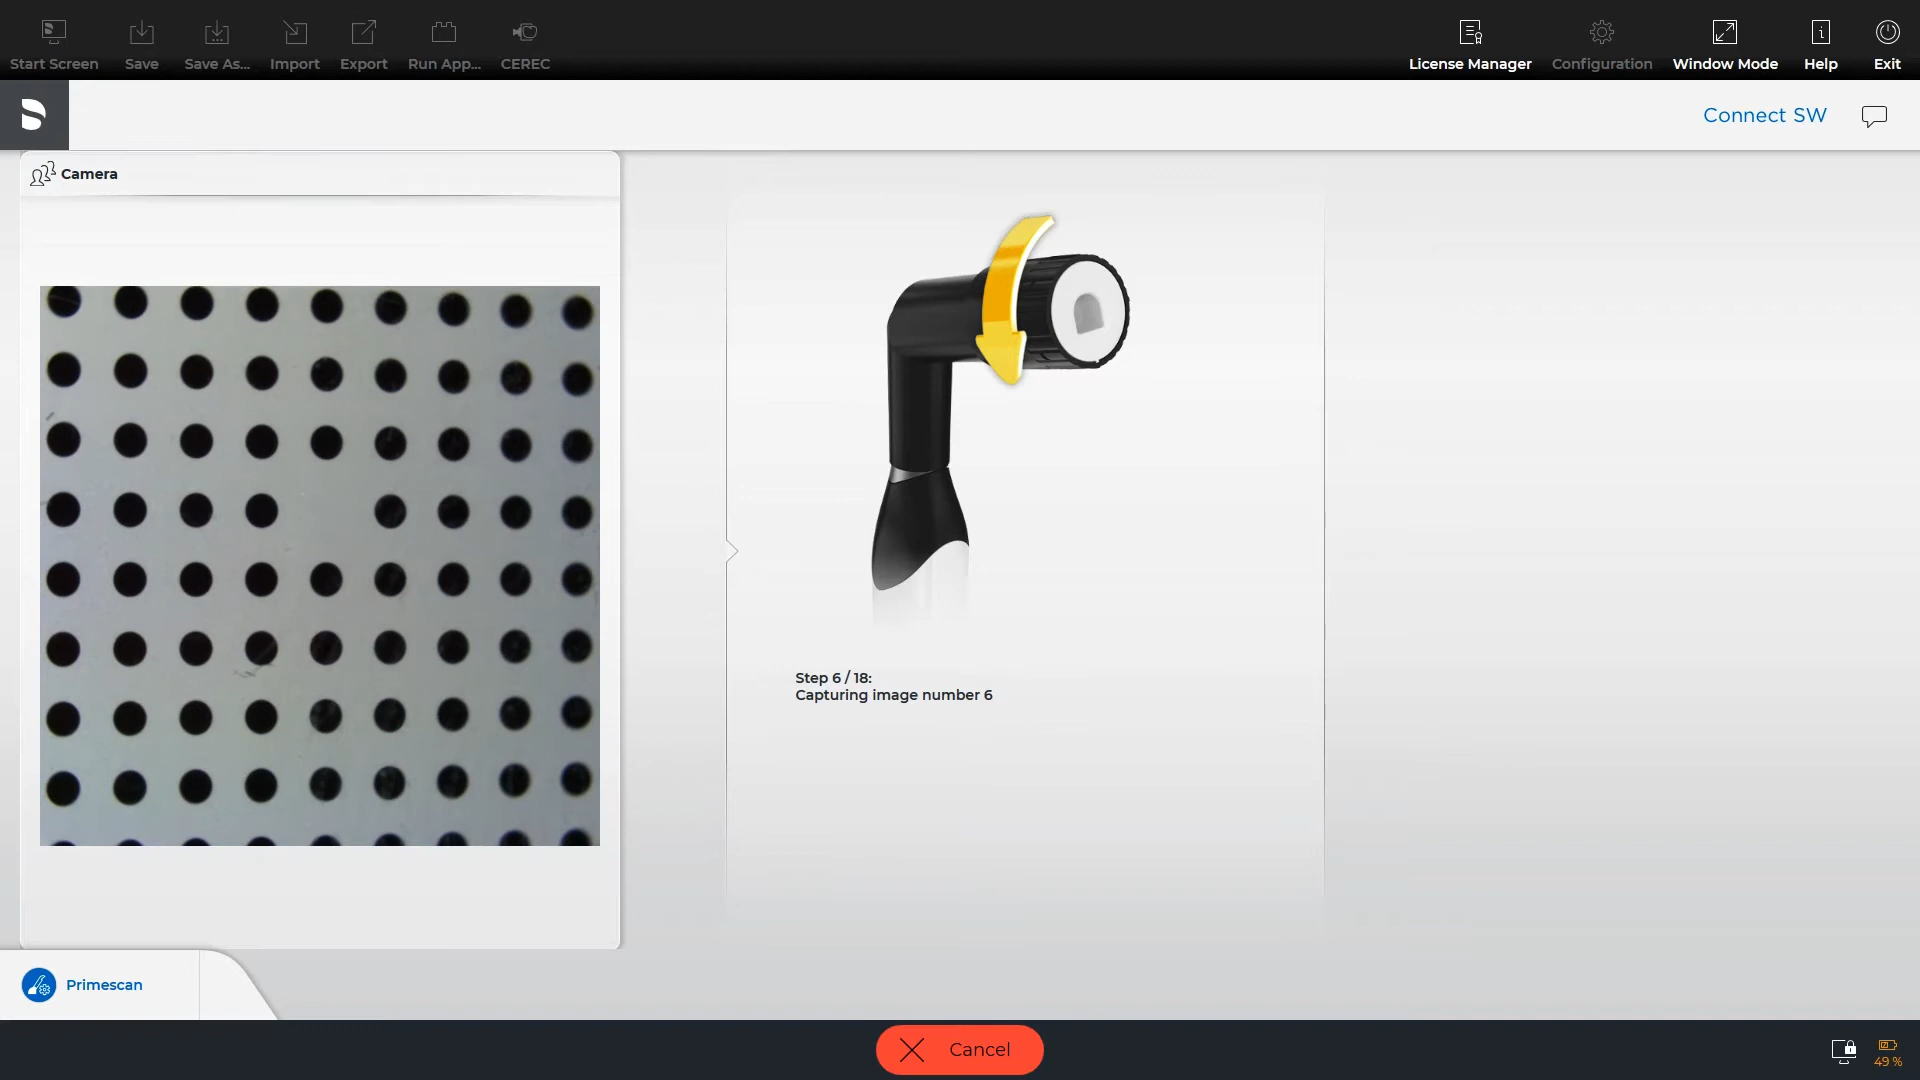 Start Screen
Save
Save As...
Import
Export
Run App...
CEREC
License Manager
Configuration
Window Mode
Help
Exit
Connect SW
Camera
Step 6 / 18:
Capturing image number 6
Primescan
Cancel
49 %